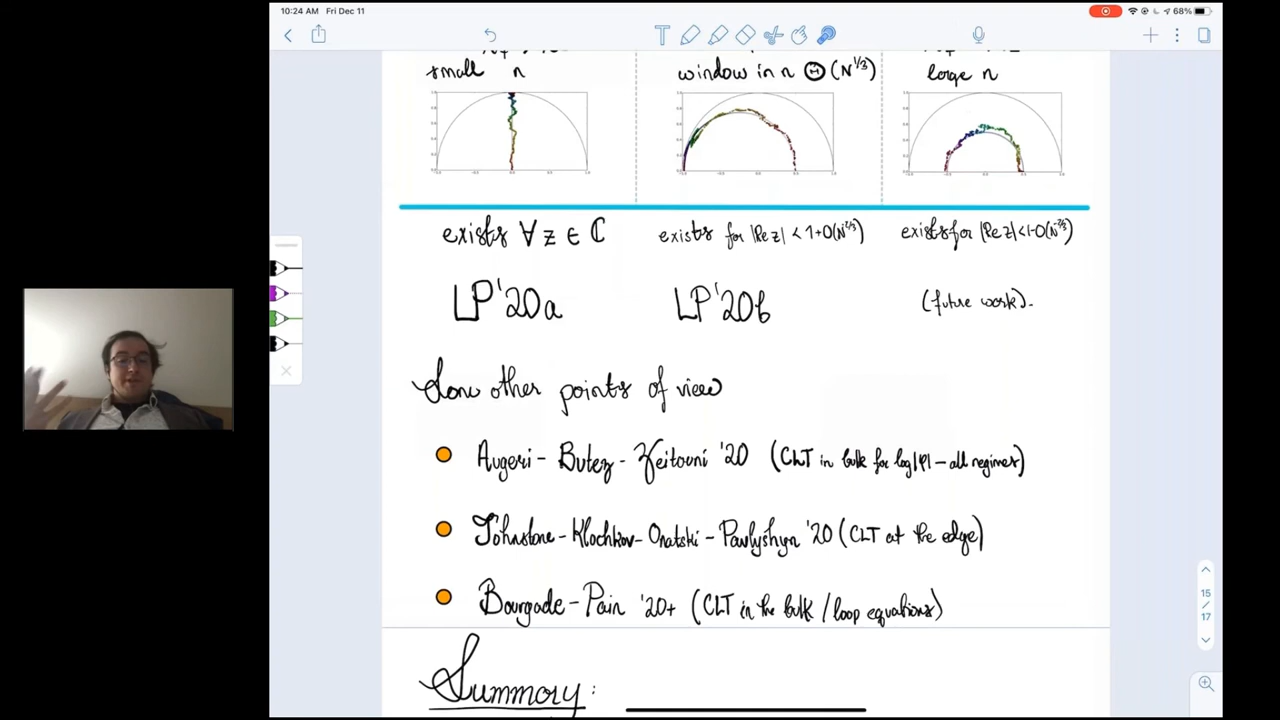 10:24 AM Fri Dec 11
68%
small n
window in n Θ (N^{1/3})
large n
exists ∀ z ∈ ℂ
exists for |Re z| < 1+O(N^{-2/3})
exists for |Re z|<1-O(N^{-2/3})
LP'20a
LP'20b
(future work).
Some other points of view
Augeri - Butez - Zeitouni '20 (CLT in bulk for log|P| - all regimes)
Johnstone - Klochkov - Onatski - Pavlyshyn '20 (CLT at the edge)
Bourgade - Pain '20+ (CLT in the bulk / loop equations)
Summary:
15
/
17